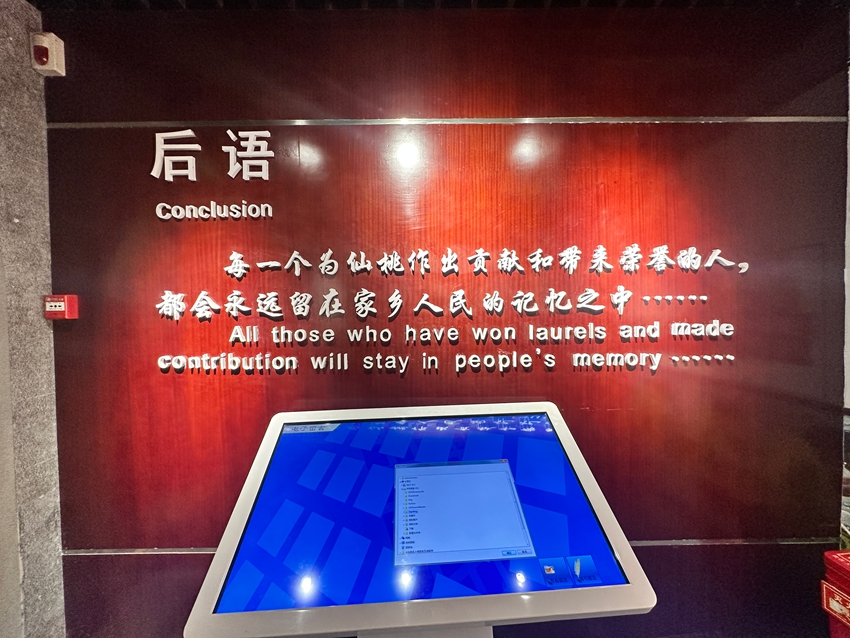 后语
Conclusion
每一个为仙桃作出贡献和带来荣誉的人，
都会永远留在家乡人民的记忆之中……
All those who have won laurels and made
contribution will stay in people's memory ……